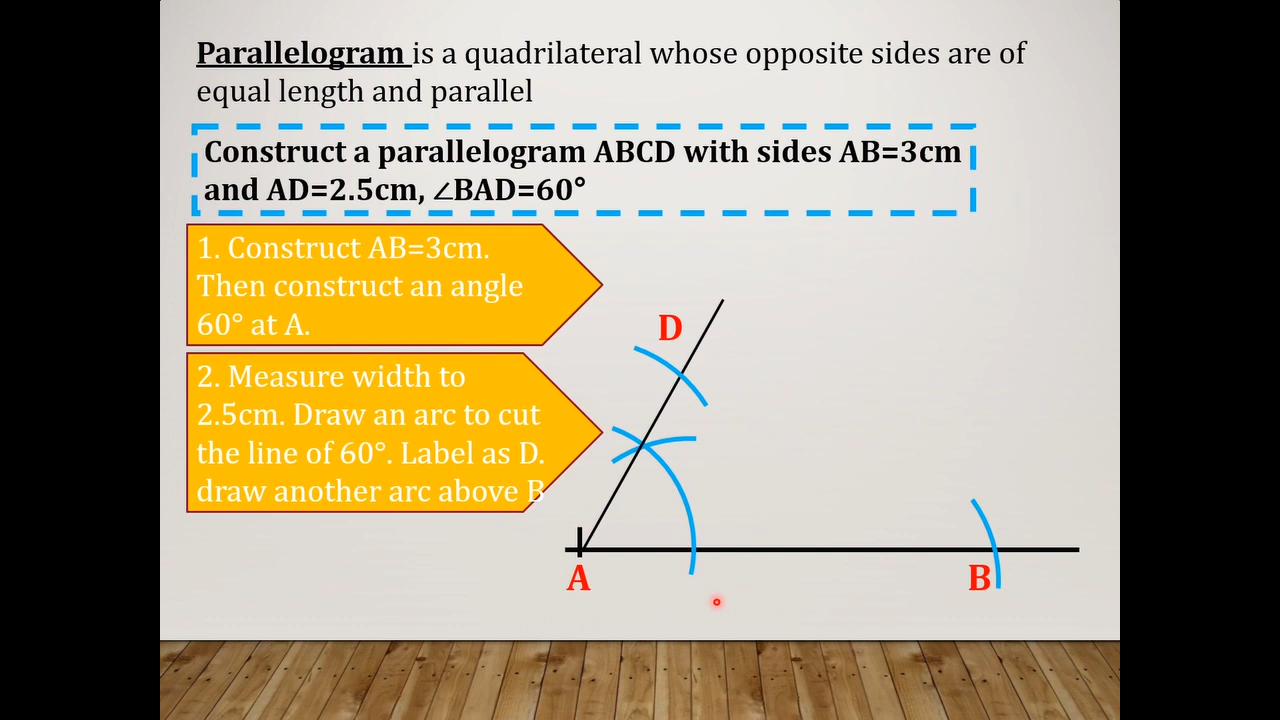 Parallelogram is a quadrilateral whose opposite sides are of
equal length and parallel
Construct a parallelogram ABCD with sides AB=3cm
and AD=2.5cm, ∠BAD=60°
1. Construct AB=3cm.
Then construct an angle
60° at A.
2. Measure width to
2.5cm. Draw an arc to cut
the line of 60°. Label as D.
draw another arc above B
D
A
B